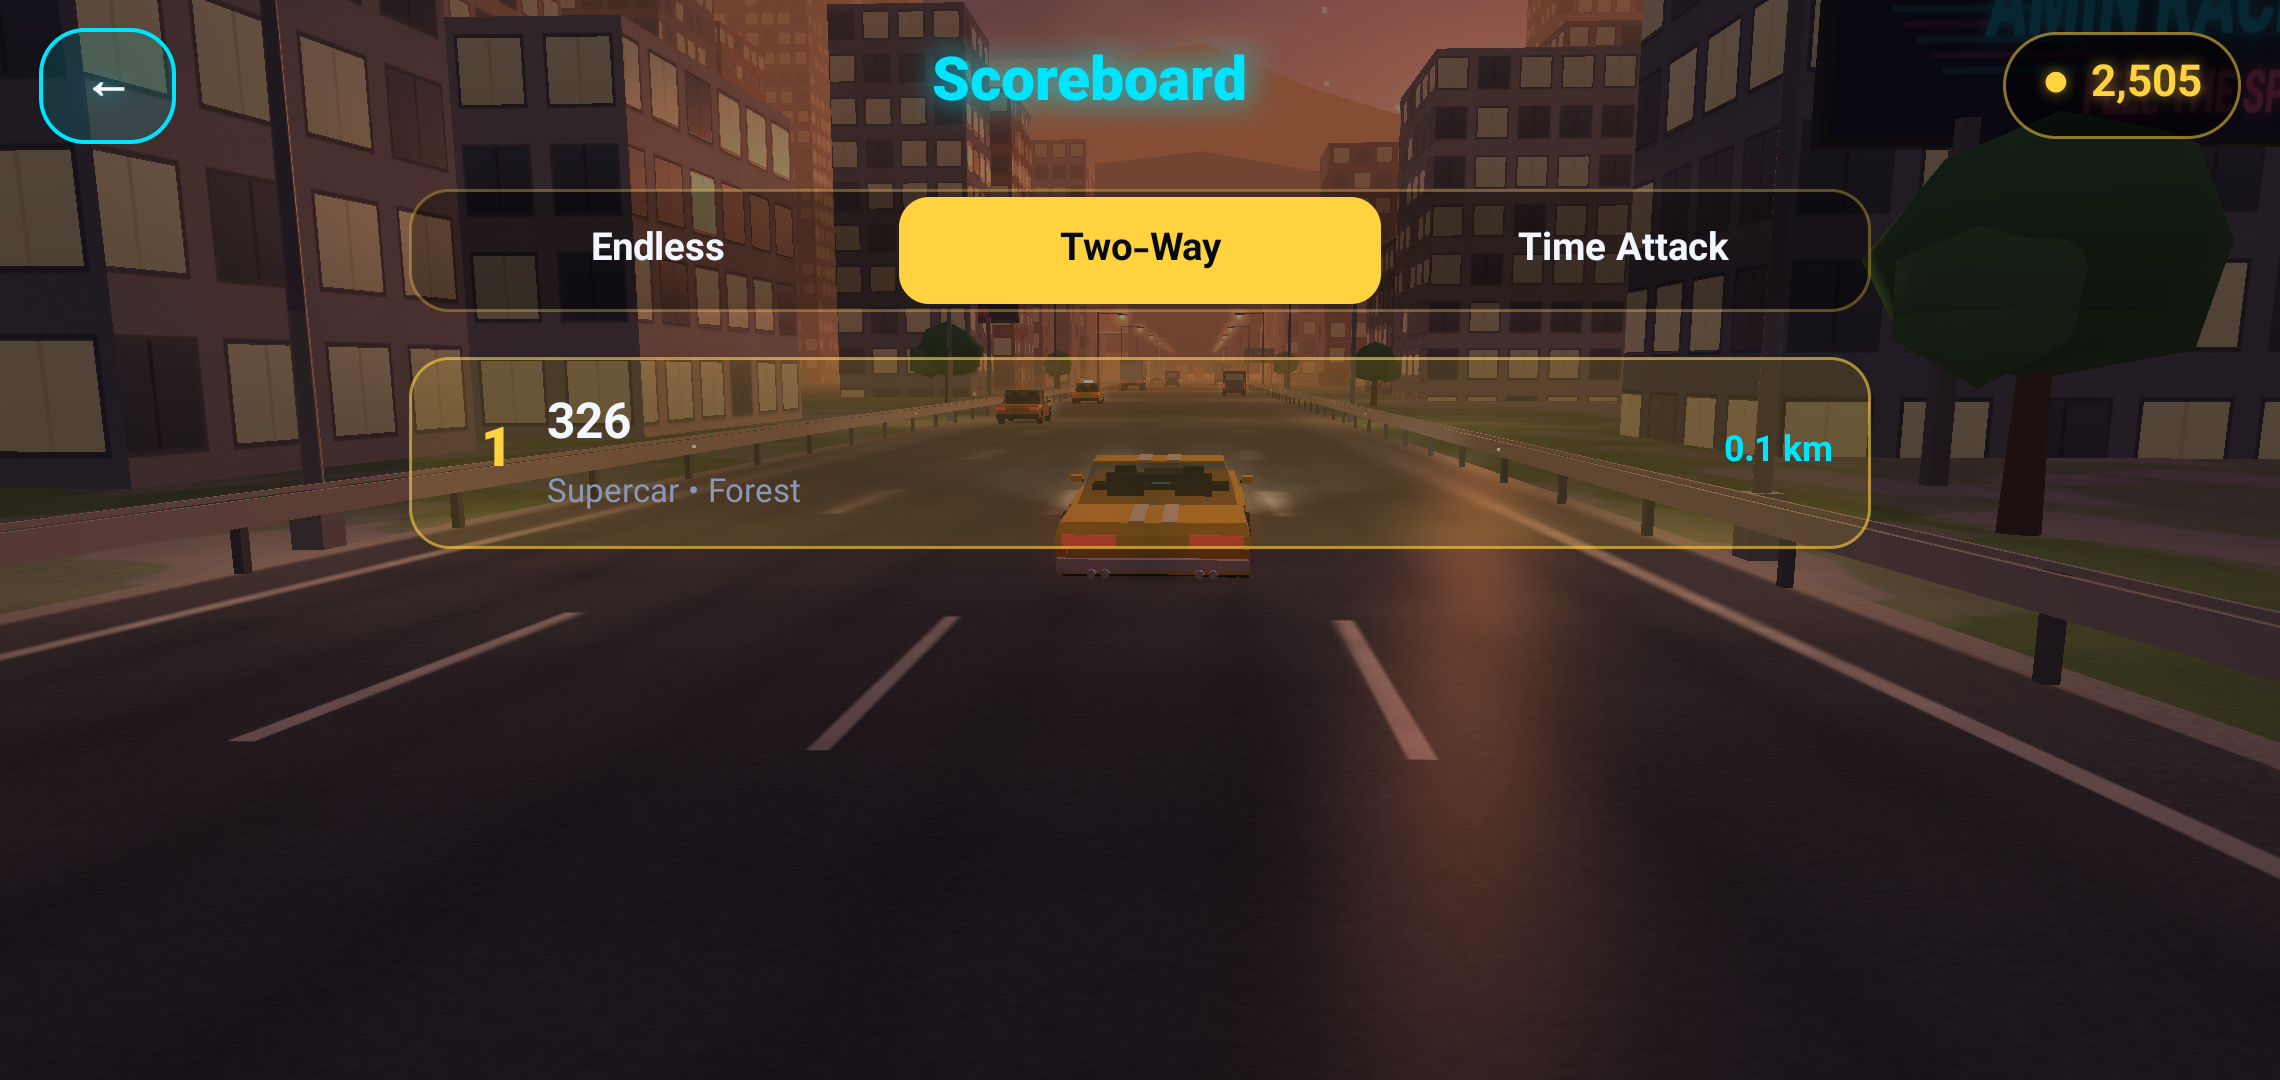 ←
Scoreboard
2,505
Endless
Two-Way
Time Attack
1
326
Supercar • Forest
0.1 km